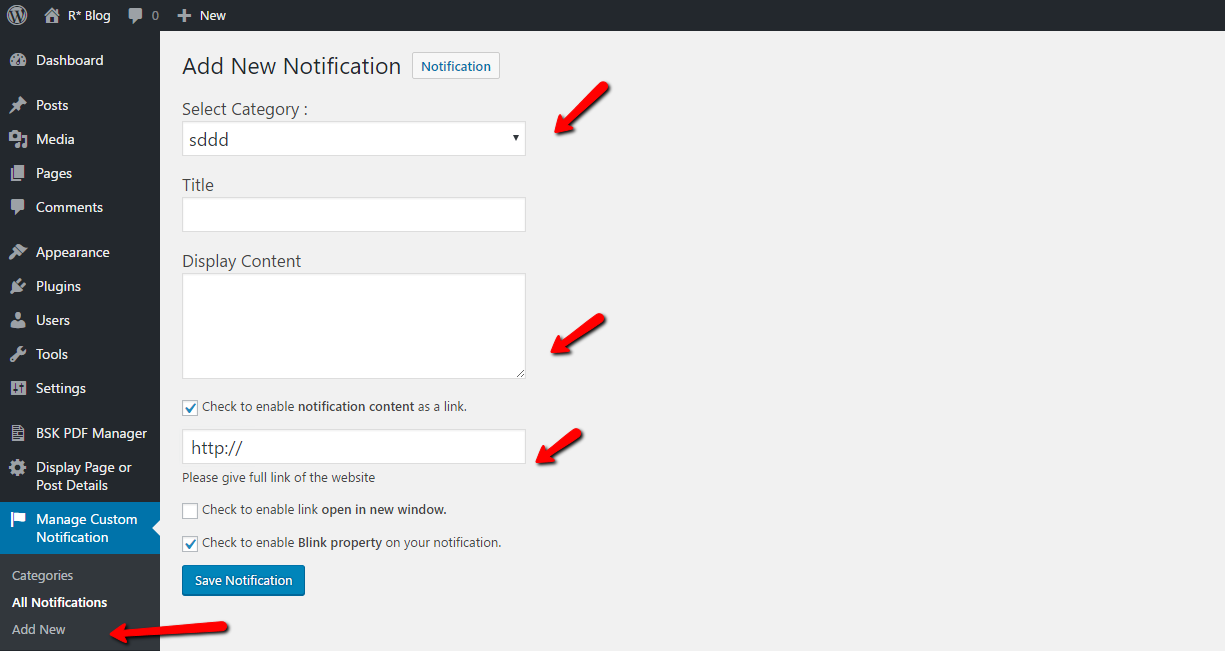 R* Blog 0 New
Dashboard
Posts
Media
Pages
Comments
Appearance
Plugins
Users
Tools
Settings
BSK PDF Manager
Display Page or
Post Details
Manage Custom
Notification
Categories
All Notifications
Add New
Add New Notification Notification
Select Category :
sddd
Title
Display Content
Check to enable notification content as a link.
http://
Please give full link of the website
Check to enable link open in new window.
Check to enable Blink property on your notification.
Save Notification